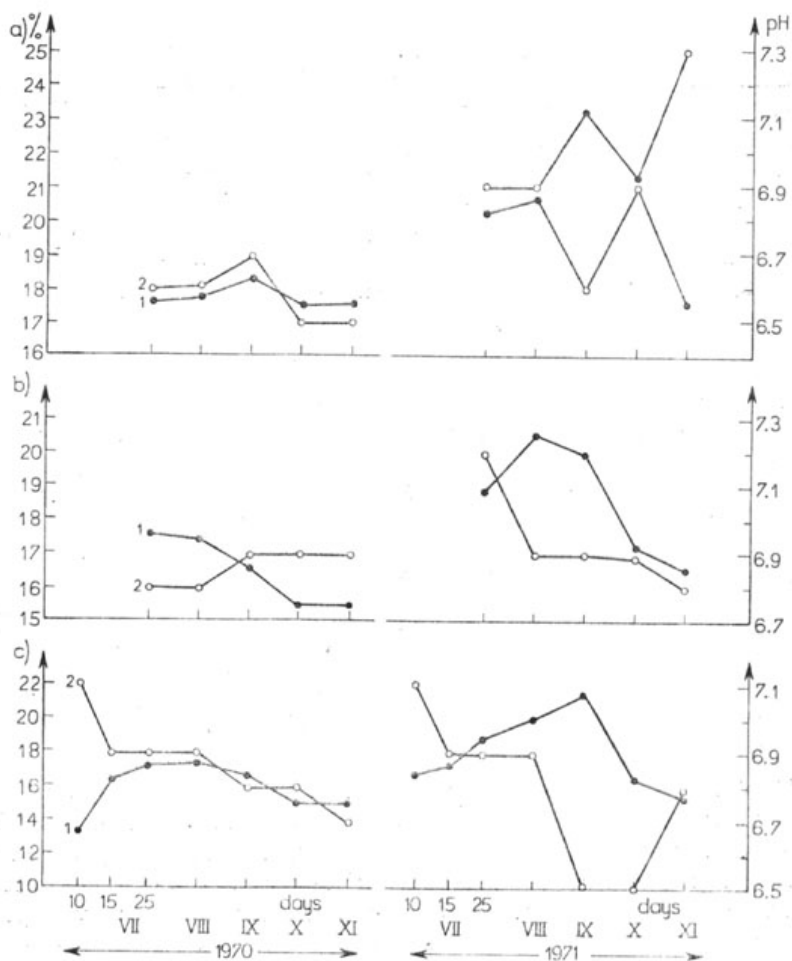 a) % pH
25 7.3
24
23 7.1
22
21 6.9
20
19 2 6.7
18 1
17 6.5
16
b)
21 7.3
20
18 7.1
17 1 6.9
16 2
15 6.7
c)
22 2 7.1
20
18 6.9
16
14 1 6.7
12
10 6.5
10 15 25 days 10 15 25 days
VII VIII IX X XI VII VIII IX X XI
1970 1971